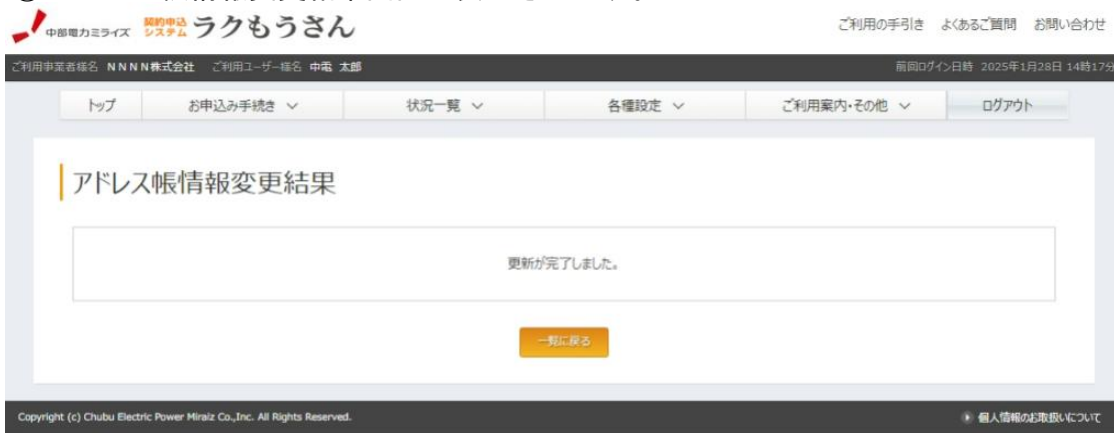 中部電力ミライズ 契約申込システム ラクもうさん
ご利用の手引き よくあるご質問 お問い合わせ
ご利用事業者様名 NNNN株式会社 ご利用ユーザー様名 中電 太郎 前回ログイン日時 2025年1月28日 14時17分
トップ お申込み手続き 状況一覧 各種設定 ご利用案内・その他 ログアウト
アドレス帳情報変更結果
更新が完了しました。
一覧に戻る
Copyright (c) Chubu Electric Power Miraiz Co.,Inc. All Rights Reserved. 個人情報のお取扱いについて